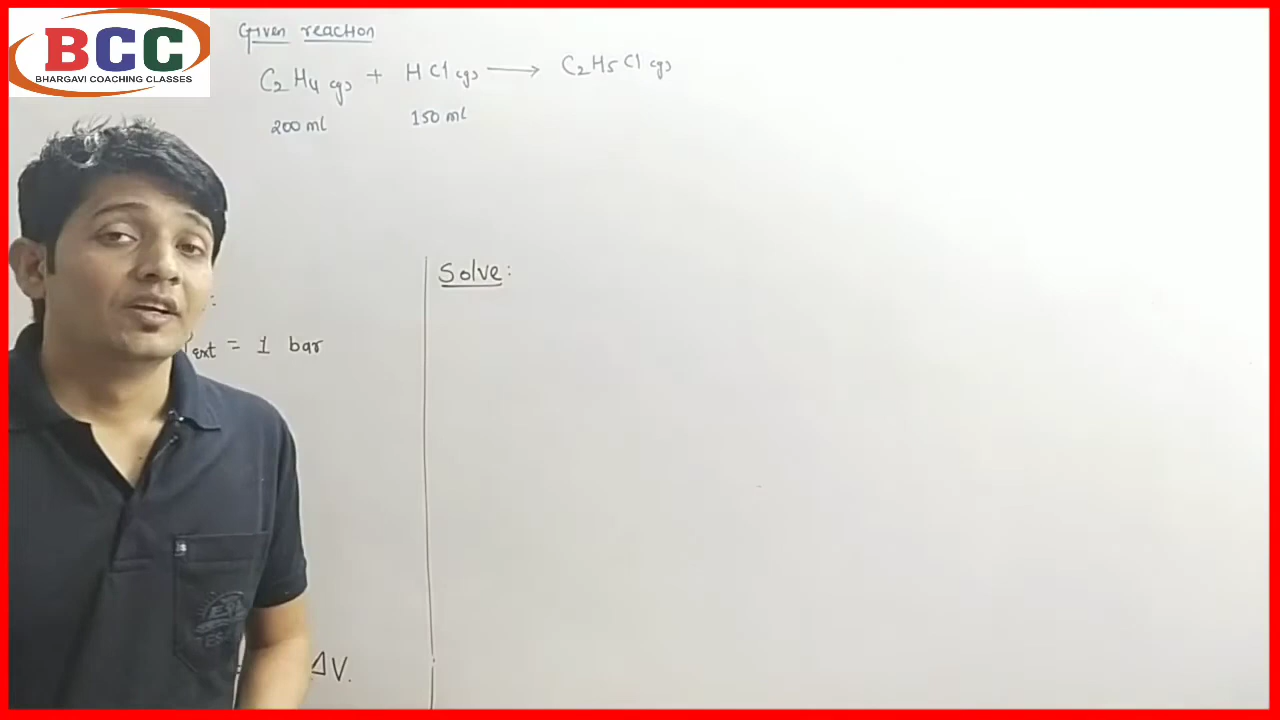 BCC
BHARGAVI COACHING CLASSES
Given reaction
C₂H₄ (g) + HCl (g) ⟶ C₂H₅Cl (g)
200 ml 150 ml
Solve:
:
ext = 1 bar
ΔV.